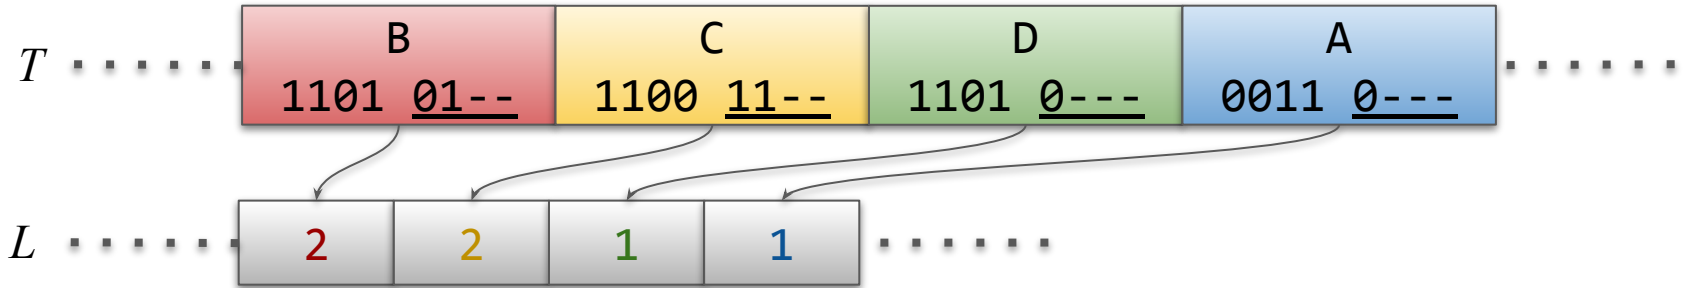 T B C D A
1101 01-- 1100 11-- 1101 0--- 0011 0---
L 2 2 1 1